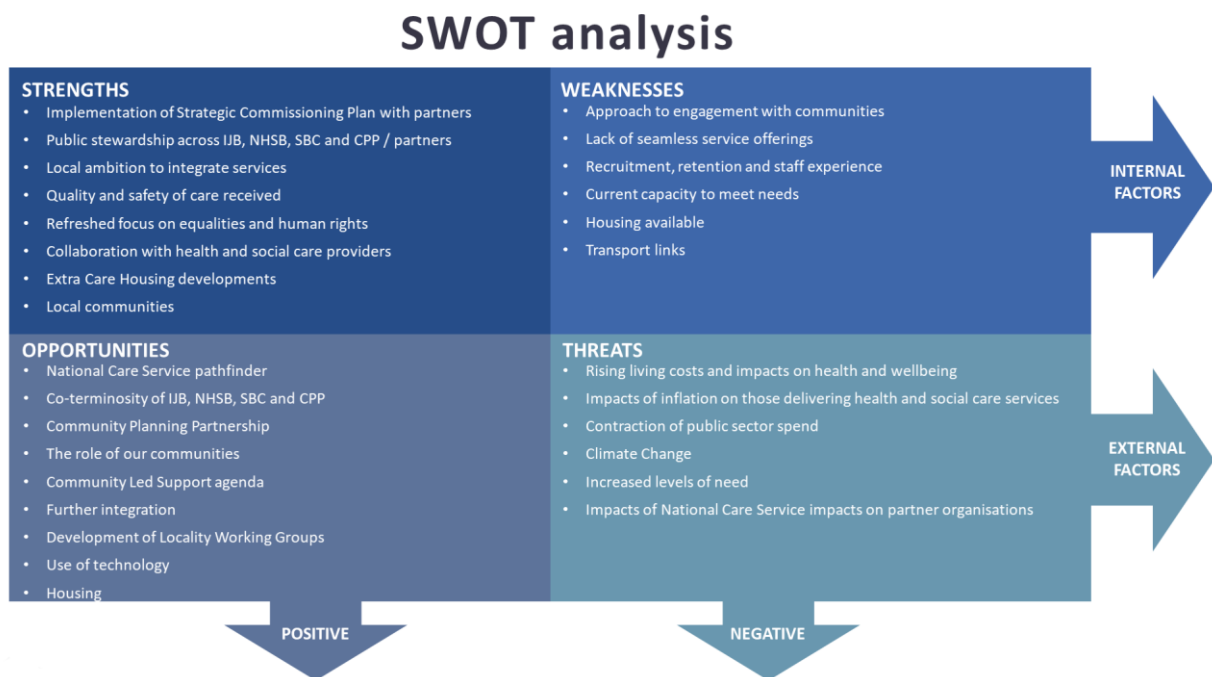 SWOT analysis
STRENGTHS
• Implementation of Strategic Commissioning Plan with partners
• Public stewardship across IJB, NHSB, SBC and CPP / partners
• Local ambition to integrate services
• Quality and safety of care received
• Refreshed focus on equalities and human rights
• Collaboration with health and social care providers
• Extra Care Housing developments
• Local communities
WEAKNESSES
• Approach to engagement with communities
• Lack of seamless service offerings
• Recruitment, retention and staff experience
• Current capacity to meet needs
• Housing available
• Transport links
INTERNAL
FACTORS
OPPORTUNITIES
• National Care Service pathfinder
• Co-terminosity of IJB, NHSB, SBC and CPP
• Community Planning Partnership
• The role of our communities
• Community Led Support agenda
• Further integration
• Development of Locality Working Groups
• Use of technology
• Housing
THREATS
• Rising living costs and impacts on health and wellbeing
• Impacts of inflation on those delivering health and social care services
• Contraction of public sector spend
• Climate Change
• Increased levels of need
• Impacts of National Care Service impacts on partner organisations
EXTERNAL
FACTORS
POSITIVE
NEGATIVE